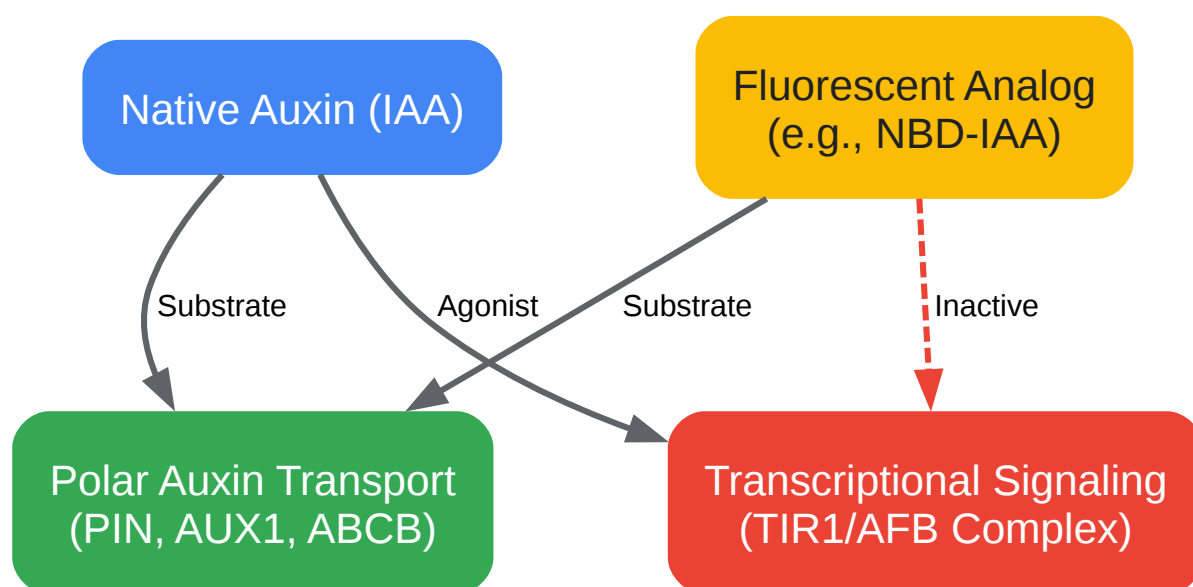 Native Auxin (IAA)
Fluorescent Analog
(e.g., NBD-IAA)
Substrate
Agonist
Substrate
Inactive
Polar Auxin Transport
(PIN, AUX1, ABCB)
Transcriptional Signaling
(TIR1/AFB Complex)